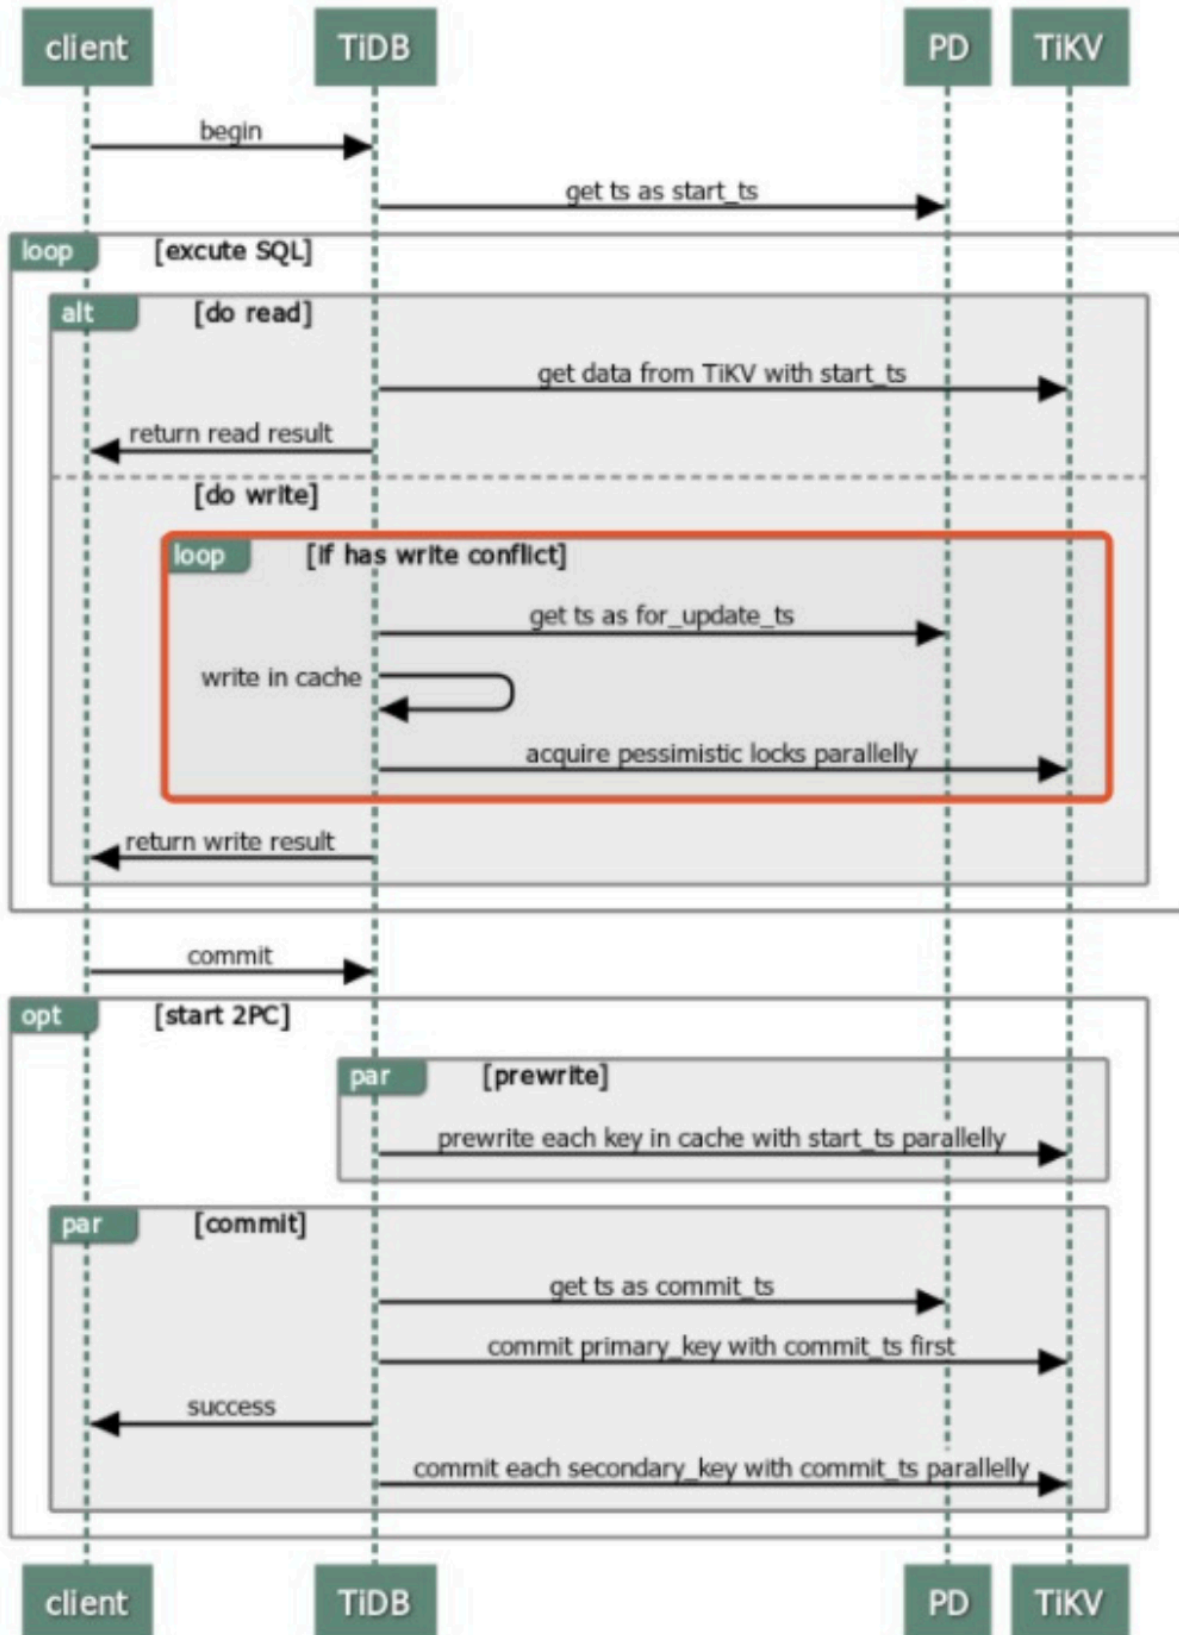 client TiDB PD TiKV
begin
get ts as start_ts
loop [excute SQL]
alt [do read]
get data from TiKV with start_ts
return read result
[do write]
loop [if has write conflict]
get ts as for_update_ts
write in cache
acquire pessimistic locks parallelly
return write result
commit
opt [start 2PC]
par [prewrite]
prewrite each key in cache with start_ts parallelly
par [commit]
get ts as commit_ts
commit primary_key with commit_ts first
success
commit each secondary_key with commit_ts parallelly
client TiDB PD TiKV